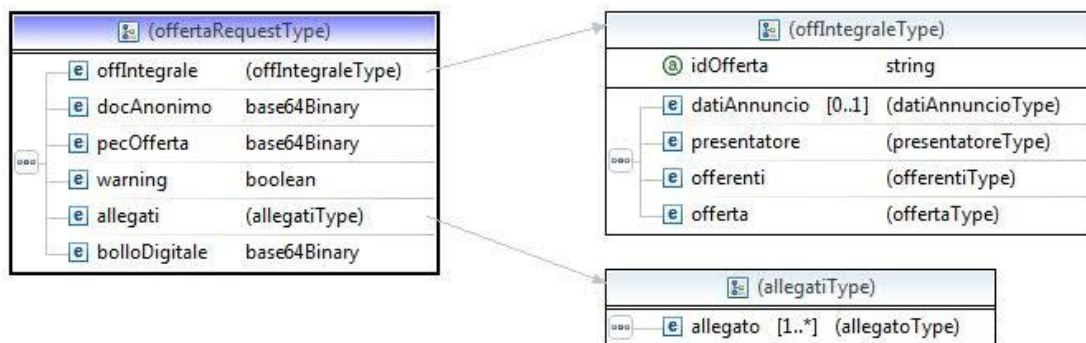 (offertaRequestType)
offIntegrale (offIntegraleType)
docAnonimo base64Binary
pecOfferta base64Binary
warning boolean
allegati (allegatiType)
bolloDigitale base64Binary
(offIntegraleType)
a idOfferta string
e datiAnnuncio [0..1] (datiAnnuncioType)
e presentatore (presentatoreType)
e offerenti (offerentiType)
e offerta (offertaType)
(allegatiType)
e allegato [1..*] (allegatoType)